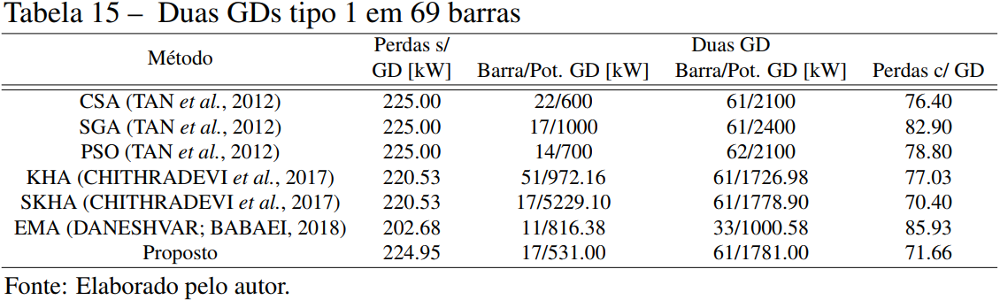 Tabela 15 – Duas GDs tipo 1 em 69 barras
Método Perdas s/ GD [kW] Duas GD
Barra/Pot. GD [kW] Barra/Pot. GD [kW] Perdas c/ GD
CSA (TAN et al., 2012) 225.00 22/600 61/2100 76.40
SGA (TAN et al., 2012) 225.00 17/1000 61/2400 82.90
PSO (TAN et al., 2012) 225.00 14/700 62/2100 78.80
KHA (CHITHRADEVI et al., 2017) 220.53 51/972.16 61/1726.98 77.03
SKHA (CHITHRADEVI et al., 2017) 220.53 17/5229.10 61/1778.90 70.40
EMA (DANESHVAR; BABAEI, 2018) 202.68 11/816.38 33/1000.58 85.93
Proposto 224.95 17/531.00 61/1781.00 71.66
Fonte: Elaborado pelo autor.